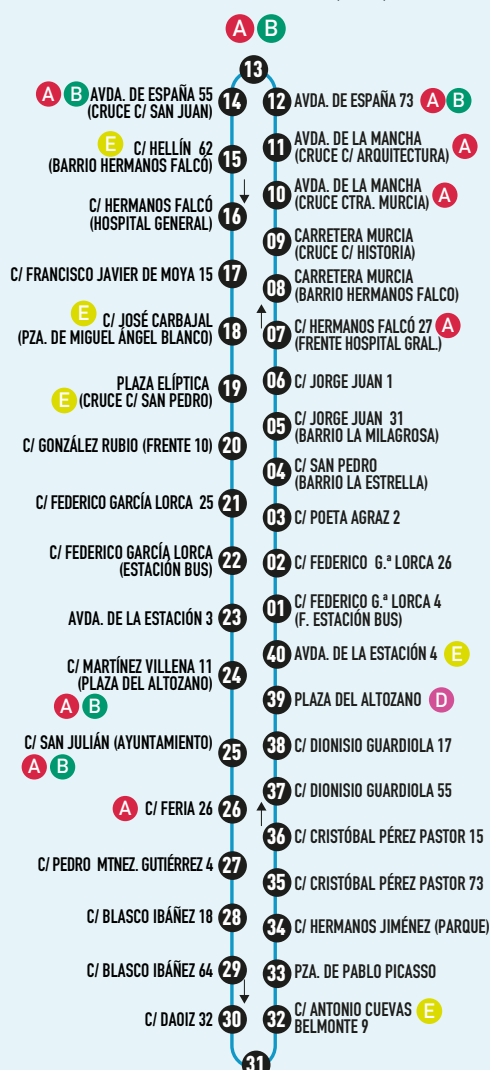 A B
13
A B AVDA. DE ESPAÑA 55
(CRUCE C/ SAN JUAN)
14
E C/ HELLÍN 62
(BARRIO HERMANOS FALCÓ)
15
C/ HERMANOS FALCÓ
(HOSPITAL GENERAL)
16
C/ FRANCISCO JAVIER DE MOYA 15
17
E C/ JOSÉ CARBAJAL
(PZA. DE MIGUEL ÁNGEL BLANCO)
18
PLAZA ELÍPTICA
E (CRUCE C/ SAN PEDRO)
19
C/ GONZÁLEZ RUBIO (FRENTE 10)
20
C/ FEDERICO GARCÍA LORCA 25
21
C/ FEDERICO GARCÍA LORCA
(ESTACIÓN BUS)
22
AVDA. DE LA ESTACIÓN 3
23
C/ MARTÍNEZ VILLENA 11
(PLAZA DEL ALTOZANO)
24
A B
C/ SAN JULIÁN (AYUNTAMIENTO)
25
A B
A C/ FERIA 26
26
C/ PEDRO MTNEZ. GUTIÉRREZ 4
27
C/ BLASCO IBÁÑEZ 18
28
C/ BLASCO IBÁÑEZ 64
29
C/ DAOIZ 32
30
31
12
AVDA. DE ESPAÑA 73 A B
11
AVDA. DE LA MANCHA
(CRUCE C/ ARQUITECTURA) A
10
AVDA. DE LA MANCHA
(CRUCE CTRA. MURCIA) A
09
CARRETERA MURCIA
(CRUCE C/ HISTORIA)
08
CARRETERA MURCIA
(BARRIO HERMANOS FALCO)
07
C/ HERMANOS FALCÓ 27 A
(FRENTE HOSPITAL GRAL.)
06
C/ JORGE JUAN 1
05
C/ JORGE JUAN 31
(BARRIO LA MILAGROSA)
04
C/ SAN PEDRO
(BARRIO LA ESTRELLA)
03
C/ POETA AGRAZ 2
02
C/ FEDERICO G.ª LORCA 26
01
C/ FEDERICO G.ª LORCA 4
(F. ESTACIÓN BUS)
40
AVDA. DE LA ESTACIÓN 4 E
39
PLAZA DEL ALTOZANO D
38
C/ DIONISIO GUARDIOLA 17
37
C/ DIONISIO GUARDIOLA 55
36
C/ CRISTÓBAL PÉREZ PASTOR 15
35
C/ CRISTÓBAL PÉREZ PASTOR 73
34
C/ HERMANOS JIMÉNEZ (PARQUE)
33
PZA. DE PABLO PICASSO
32
C/ ANTONIO CUEVAS E
BELMONTE 9